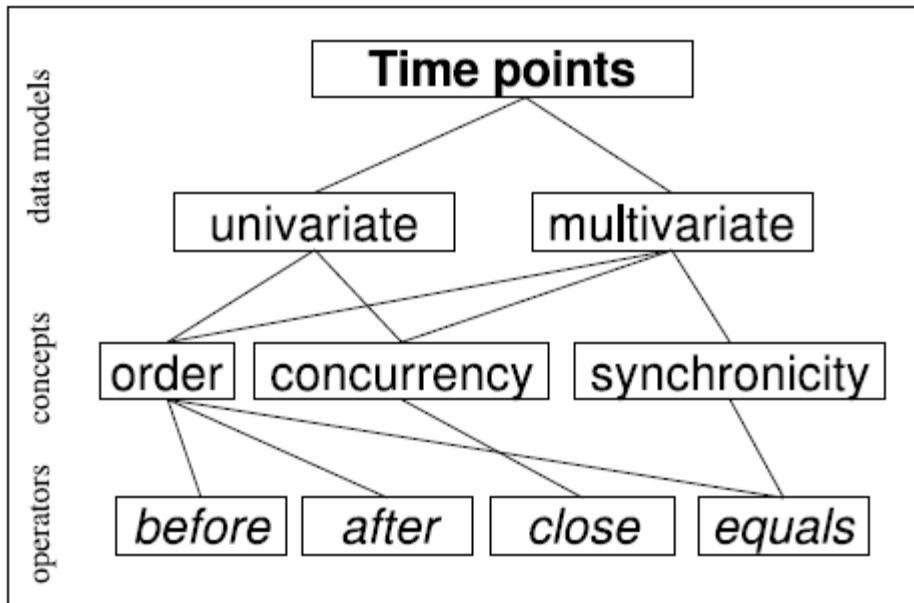 Time points
data models
univariate
multivariate
concepts
order
concurrency
synchronicity
operators
before
after
close
equals